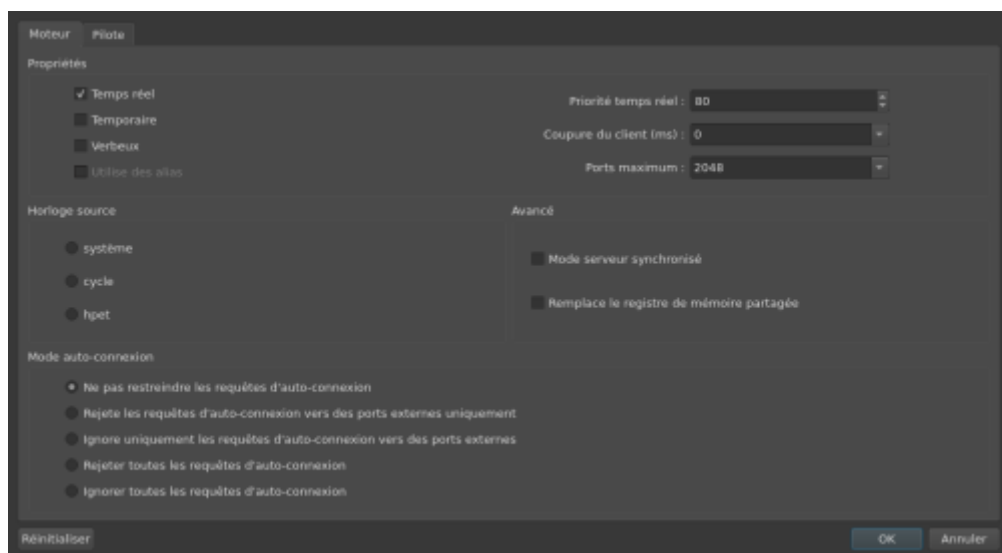 Moteur Pilote
Propriétés
Temps réel
Temporaire
Verbeux
Utilise des alias
Priorité temps réel : 80
Coupure du client (ms) : 0
Ports maximum : 2048
Horloge source
système
cycle
hpet
Avancé
Mode serveur synchronisé
Remplace le registre de mémoire partagée
Mode auto-connexion
Ne pas restreindre les requêtes d'auto-connexion
Rejete les requêtes d'auto-connexion vers des ports externes uniquement
Ignore uniquement les requêtes d'auto-connexion vers des ports externes
Rejeter toutes les requêtes d'auto-connexion
Ignorer toutes les requêtes d'auto-connexion
Réinitialiser OK Annuler